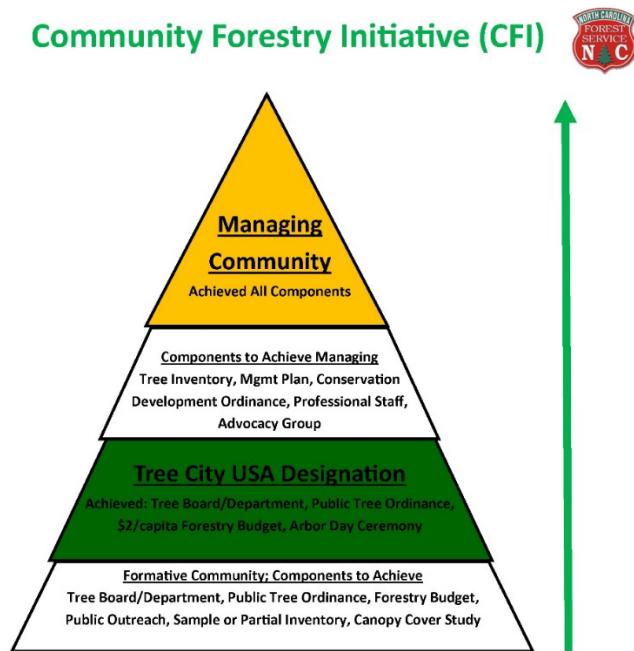 Community Forestry Initiative (CFI)
NORTH CAROLINA
FOREST
SERVICE
N C
Managing
Community
Achieved All Components
Components to Achieve Managing
Tree Inventory, Mgmt Plan, Conservation
Development Ordinance, Professional Staff,
Advocacy Group
Tree City USA Designation
Achieved: Tree Board/Department, Public Tree Ordinance,
$2/capita Forestry Budget, Arbor Day Ceremony
Formative Community; Components to Achieve
Tree Board/Department, Public Tree Ordinance, Forestry Budget,
Public Outreach, Sample or Partial Inventory, Canopy Cover Study